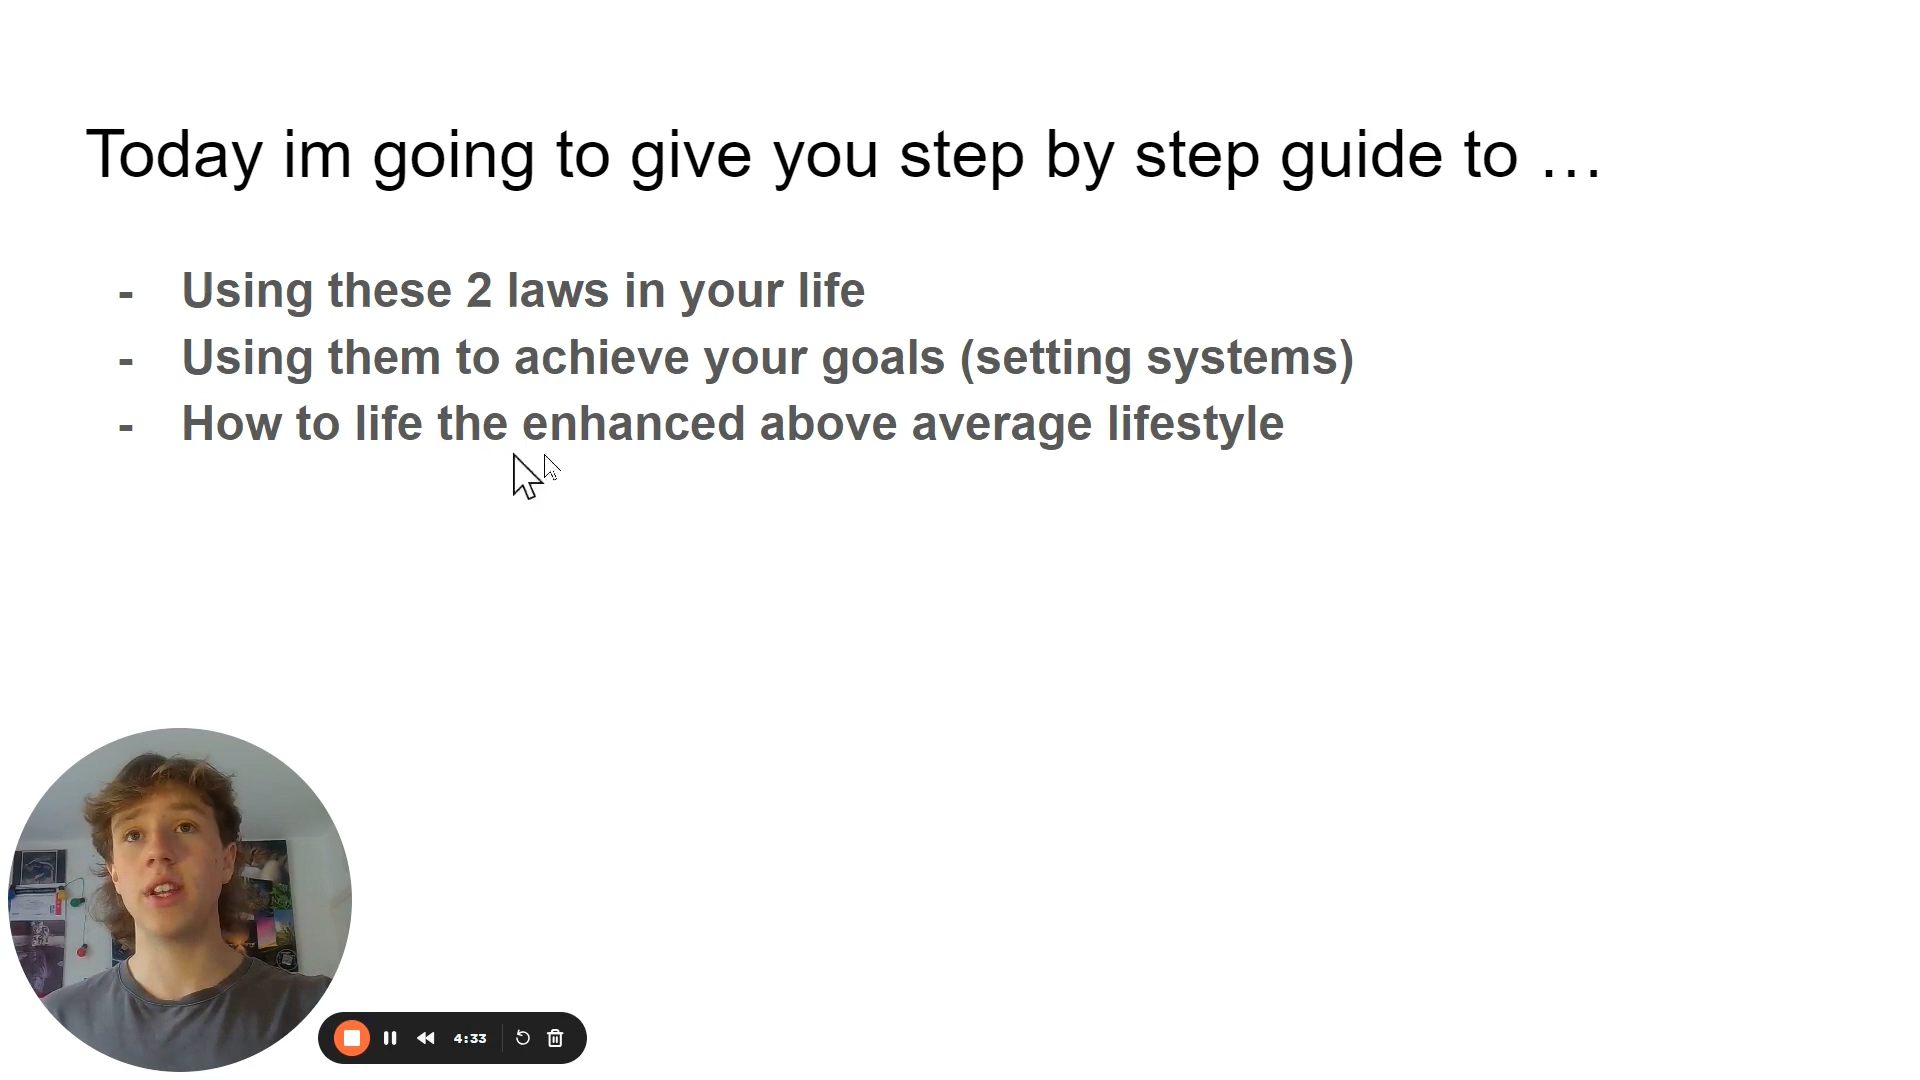 Today im going to give you step by step guide to …
- Using these 2 laws in your life
- Using them to achieve your goals (setting systems)
- How to life the enhanced above average lifestyle
4:33